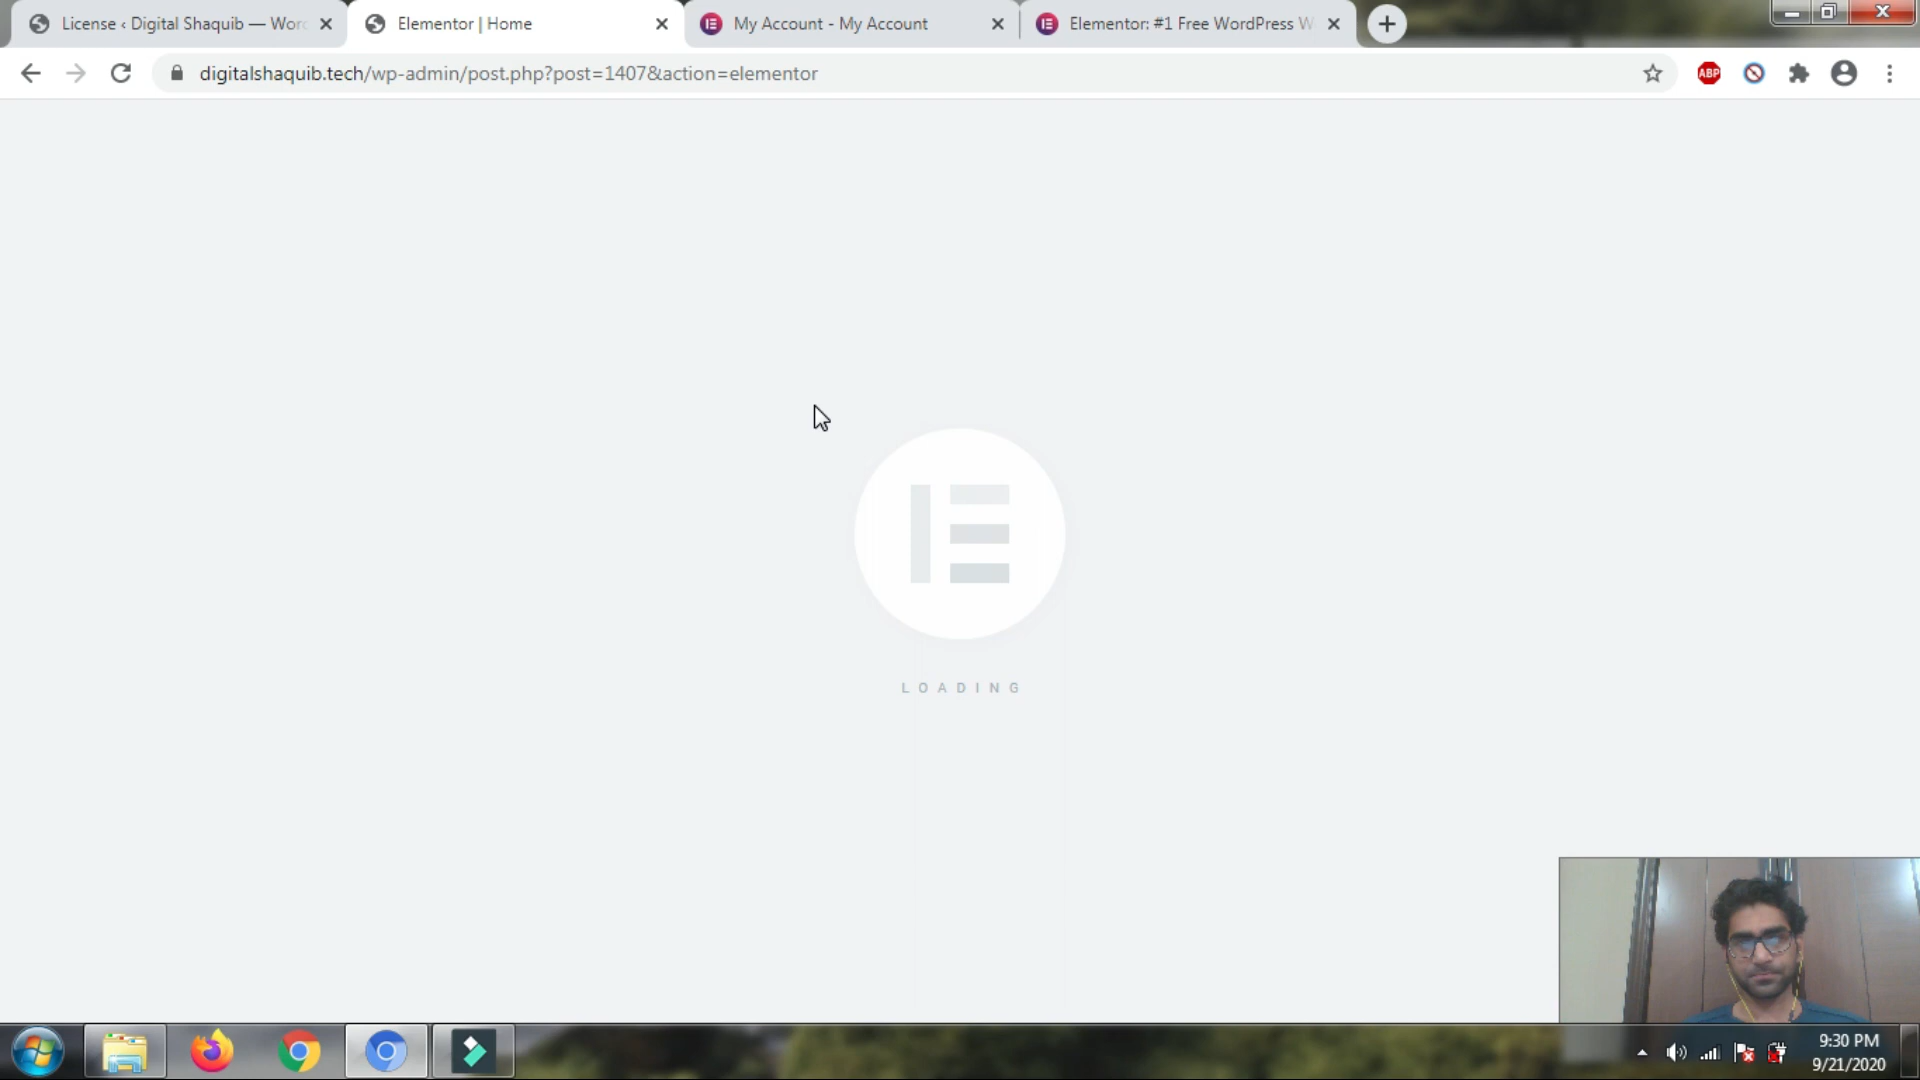 License ‹ Digital Shaquib — Wor
Elementor | Home
My Account - My Account
Elementor: #1 Free WordPress W
digitalshaquib.tech/wp-admin/post.php?post=1407&action=elementor
ABP
LOADING
9:30 PM
9/21/2020